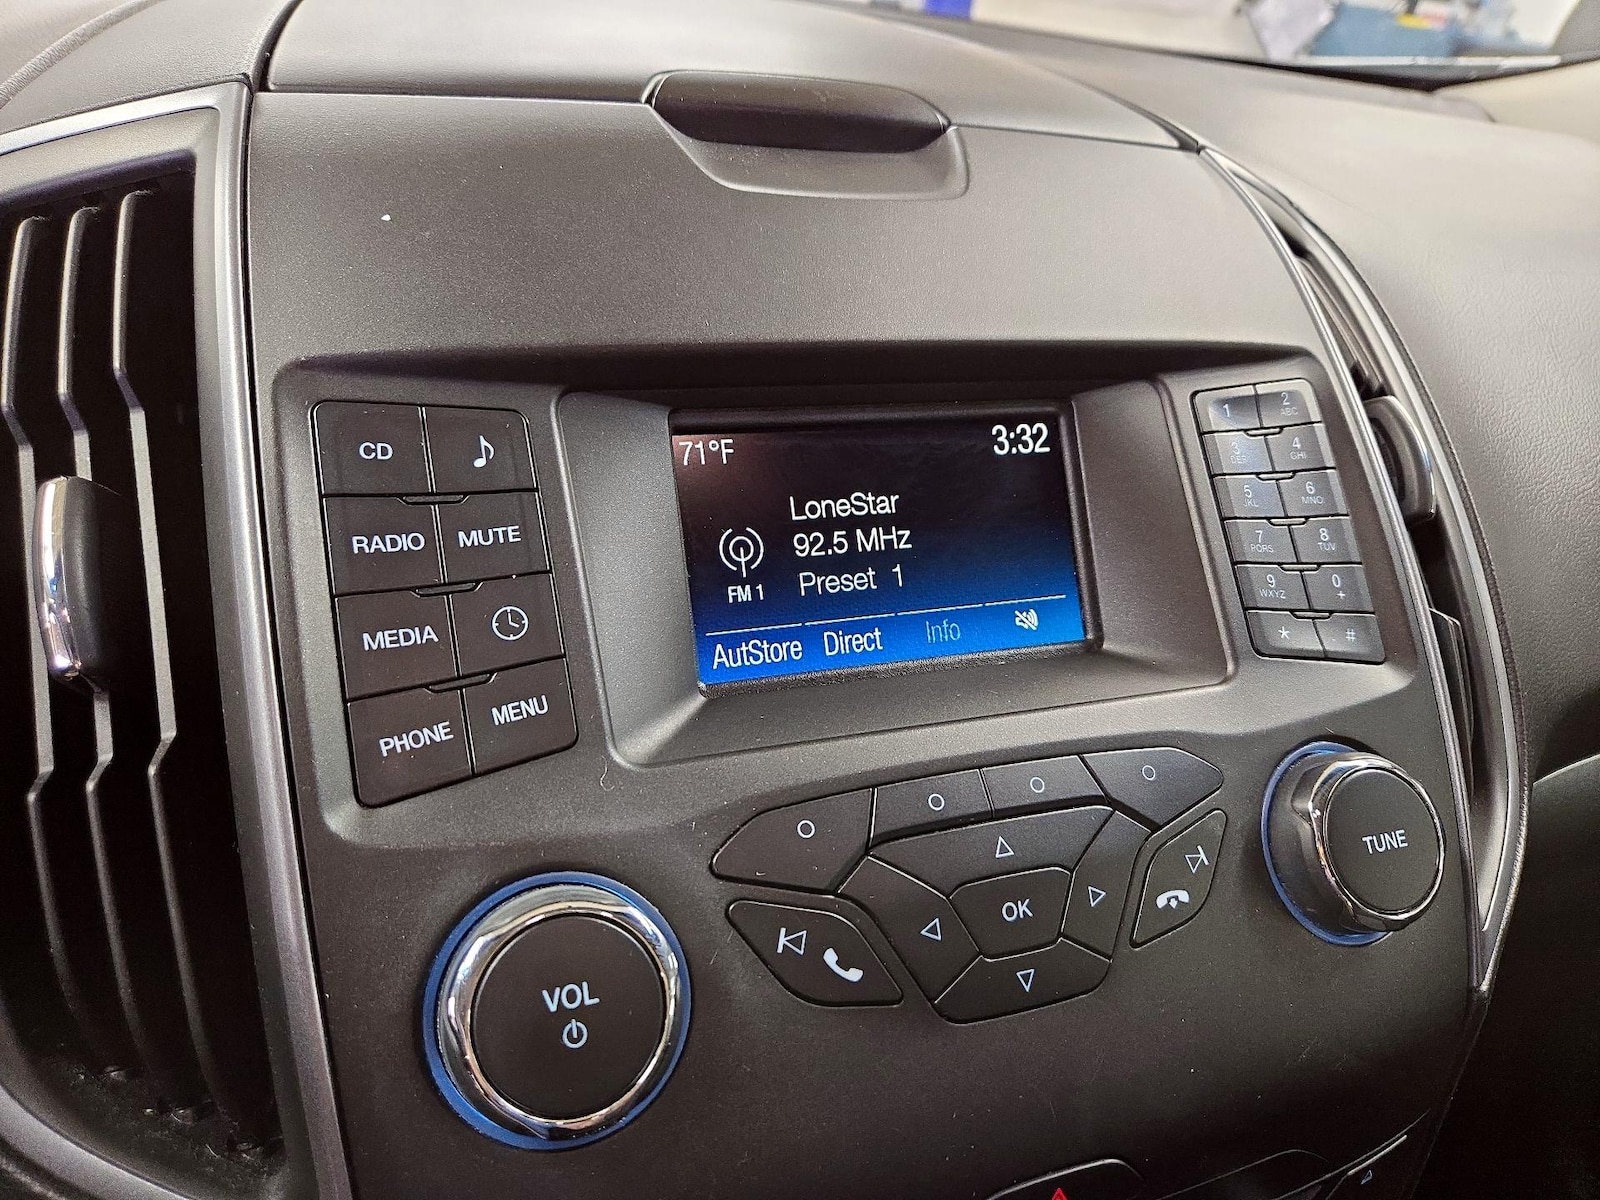 71°F
3:32
LoneStar
92.5 MHz
FM 1
Preset 1
AutStore Direct Info
CD
RADIO MUTE
MEDIA
PHONE MENU
1 2 ABC
3 DEF 4 GHI
5 JKL 6 MNO
7 PQRS 8 TUV
9 WXYZ 0 +
* #
OK
VOL
TUNE